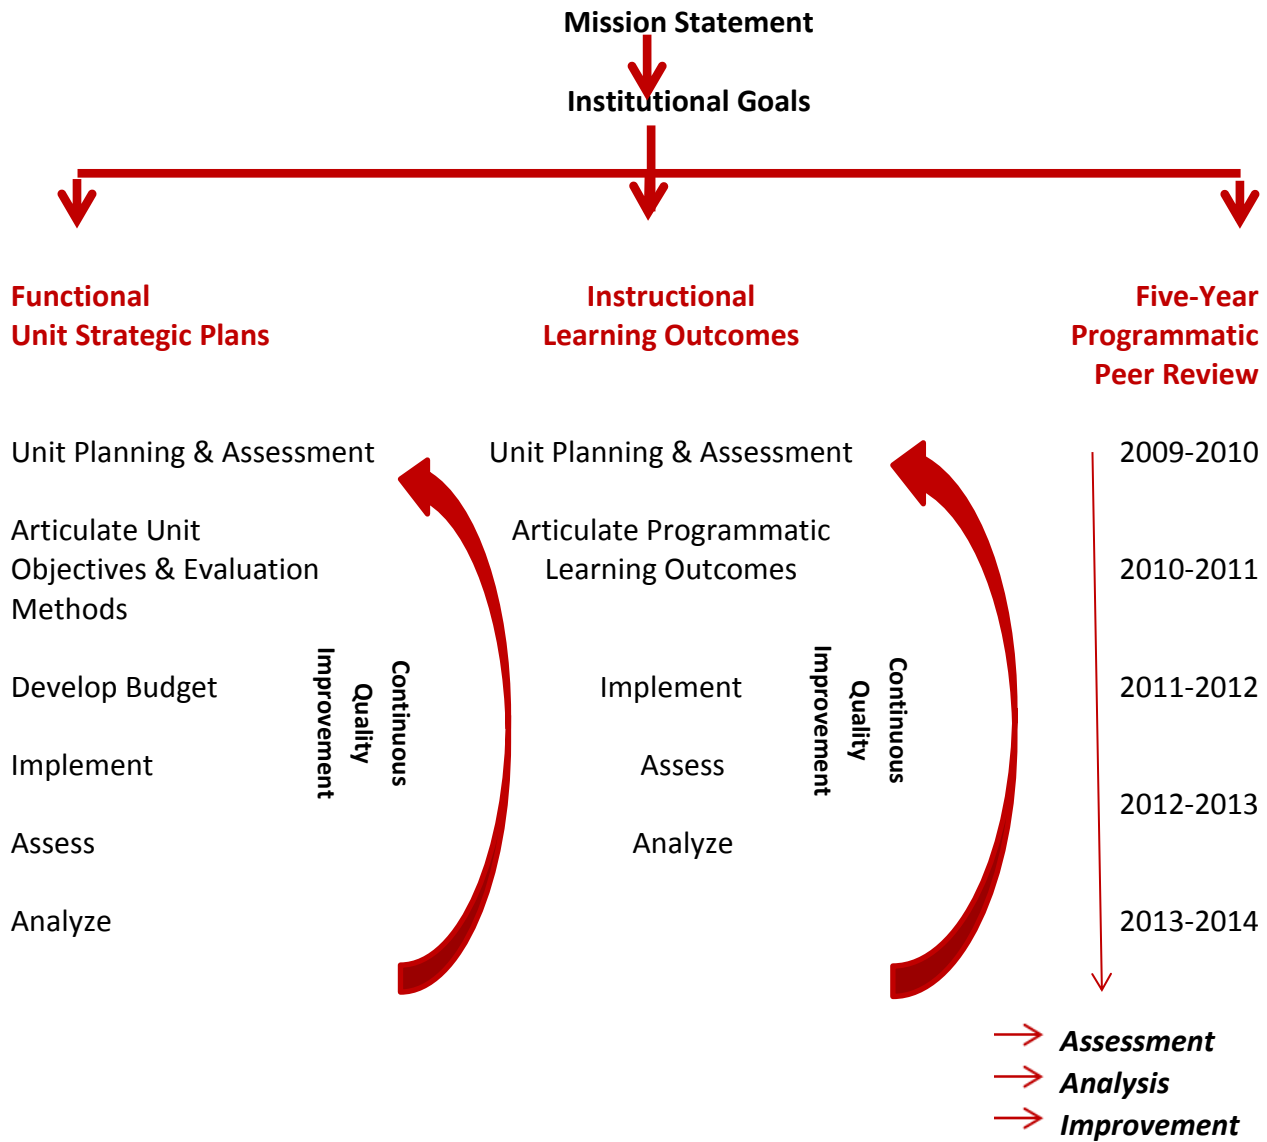 Mission Statement
Institutional Goals
Functional
Unit Strategic Plans
Instructional
Learning Outcomes
Five-Year
Programmatic
Peer Review
Unit Planning & Assessment
Articulate Unit
Objectives & Evaluation
Methods
Develop Budget
Implement
Assess
Analyze
Continuous
Quality
Improvement
Unit Planning & Assessment
Articulate Programmatic
Learning Outcomes
Implement
Assess
Analyze
Continuous
Quality
Improvement
2009-2010
2010-2011
2011-2012
2012-2013
2013-2014
Assessment
Analysis
Improvement